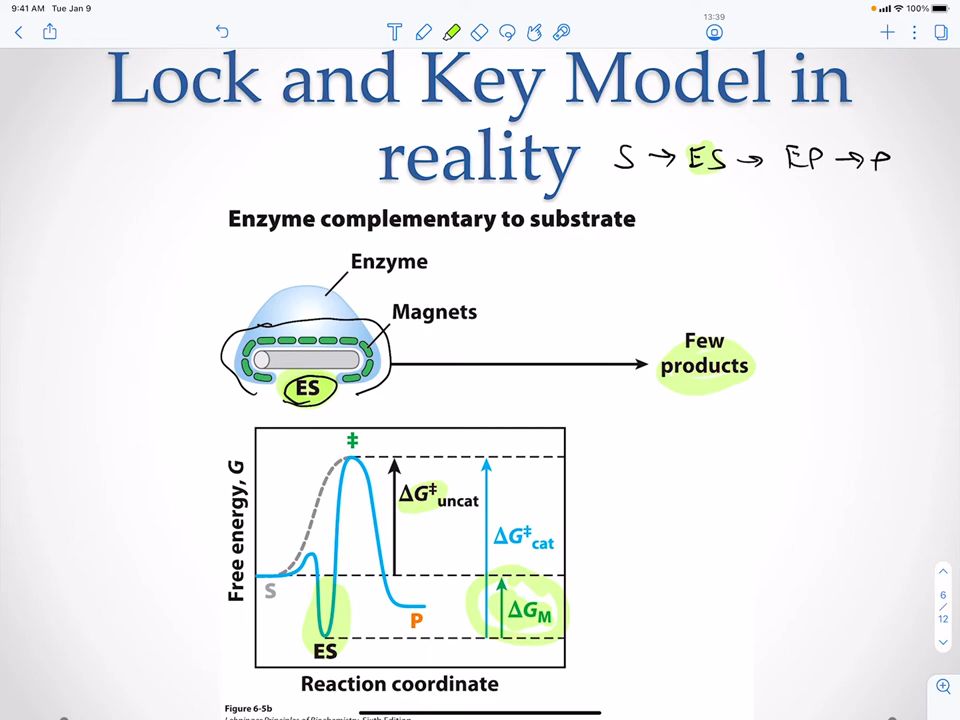 9:41 AM Tue Jan 9
13:39
100%
Lock and Key Model in
reality
S → ES → EP → P
Enzyme complementary to substrate
Enzyme
Magnets
Few
products
ES
‡
Free energy, G
ΔG‡uncat
ΔG‡cat
S
ΔGM
P
ES
Reaction coordinate
6
/
12
Figure 6-5b
Lehninger Principles of Biochemistry, Sixth Edition